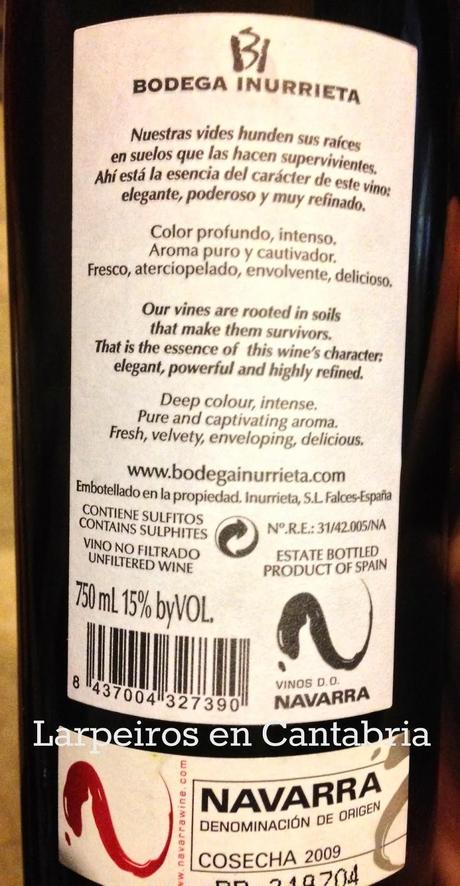 BODEGA INURRIETA
Nuestras vides hunden sus raíces
en suelos que las hacen supervivientes.
Ahí está la esencia del carácter de este vino:
elegante, poderoso y muy refinado.
Color profundo, intenso.
Aroma puro y cautivador.
Fresco, aterciopelado, envolvente, delicioso.
Our vines are rooted in soils
that make them survivors.
That is the essence of this wine's character:
elegant, powerful and highly refined.
Deep colour, intense.
Pure and captivating aroma.
Fresh, velvety, enveloping, delicious.
www.bodegainurrieta.com
Embotellado en la propiedad. Inurrieta, S.L. Falces-España
CONTIENE SULFITOS
CONTAINS SULPHITES
VINO NO FILTRADO
UNFILTERED WINE
Nº.R.E.: 31/42.005/NA
ESTATE BOTTLED
PRODUCT OF SPAIN
750 mL 15% byVOL.
8 437004 327390
VINOS D.O.
NAVARRA
Larpeiros en Cantabria
www.navarrawine.com
NAVARRA
DENOMINACIÓN DE ORIGEN
COSECHA 2009